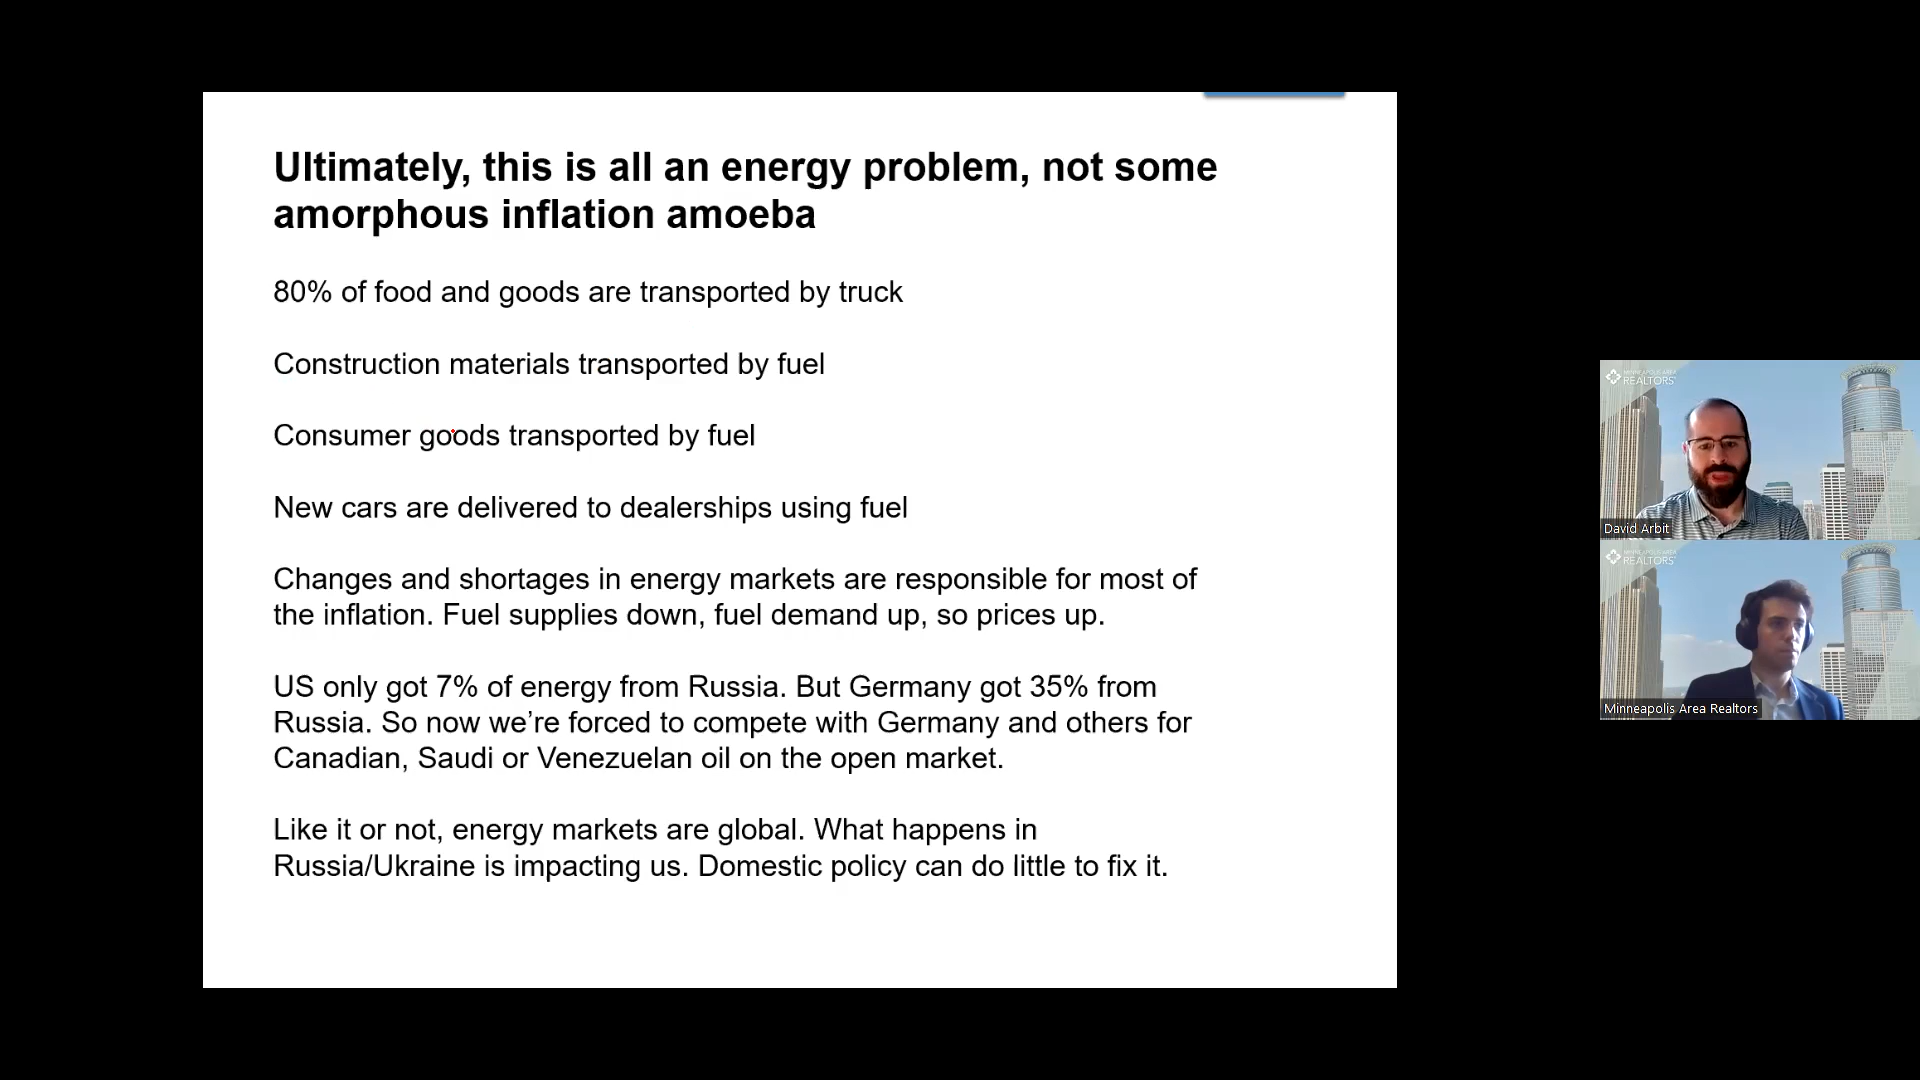 Ultimately, this is all an energy problem, not some
amorphous inflation amoeba
80% of food and goods are transported by truck
Construction materials transported by fuel
Consumer goods transported by fuel
New cars are delivered to dealerships using fuel
Changes and shortages in energy markets are responsible for most of
the inflation. Fuel supplies down, fuel demand up, so prices up.
US only got 7% of energy from Russia. But Germany got 35% from
Russia. So now we’re forced to compete with Germany and others for
Canadian, Saudi or Venezuelan oil on the open market.
Like it or not, energy markets are global. What happens in
Russia/Ukraine is impacting us. Domestic policy can do little to fix it.
MINNEAPOLIS AREA
REALTORS
David Arbit
MINNEAPOLIS AREA
REALTORS
Minneapolis Area Realtors